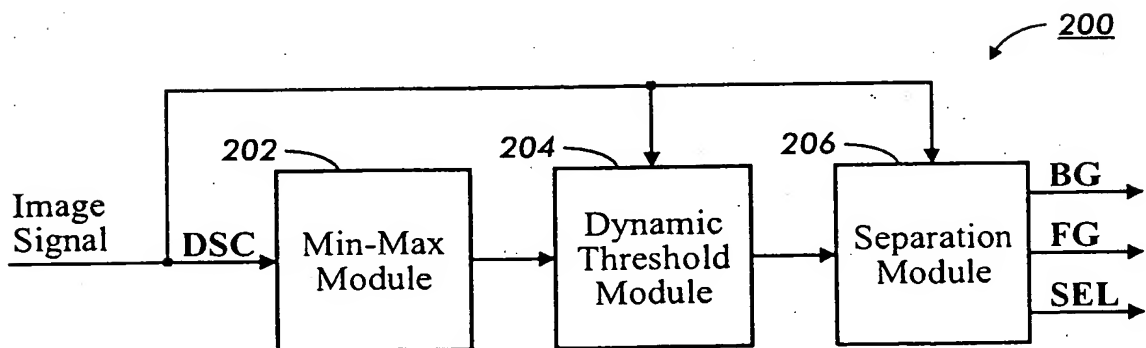 200
202
204
206
Image
Signal
DSC
Min-Max
Module
Dynamic
Threshold
Module
Separation
Module
BG
FG
SEL